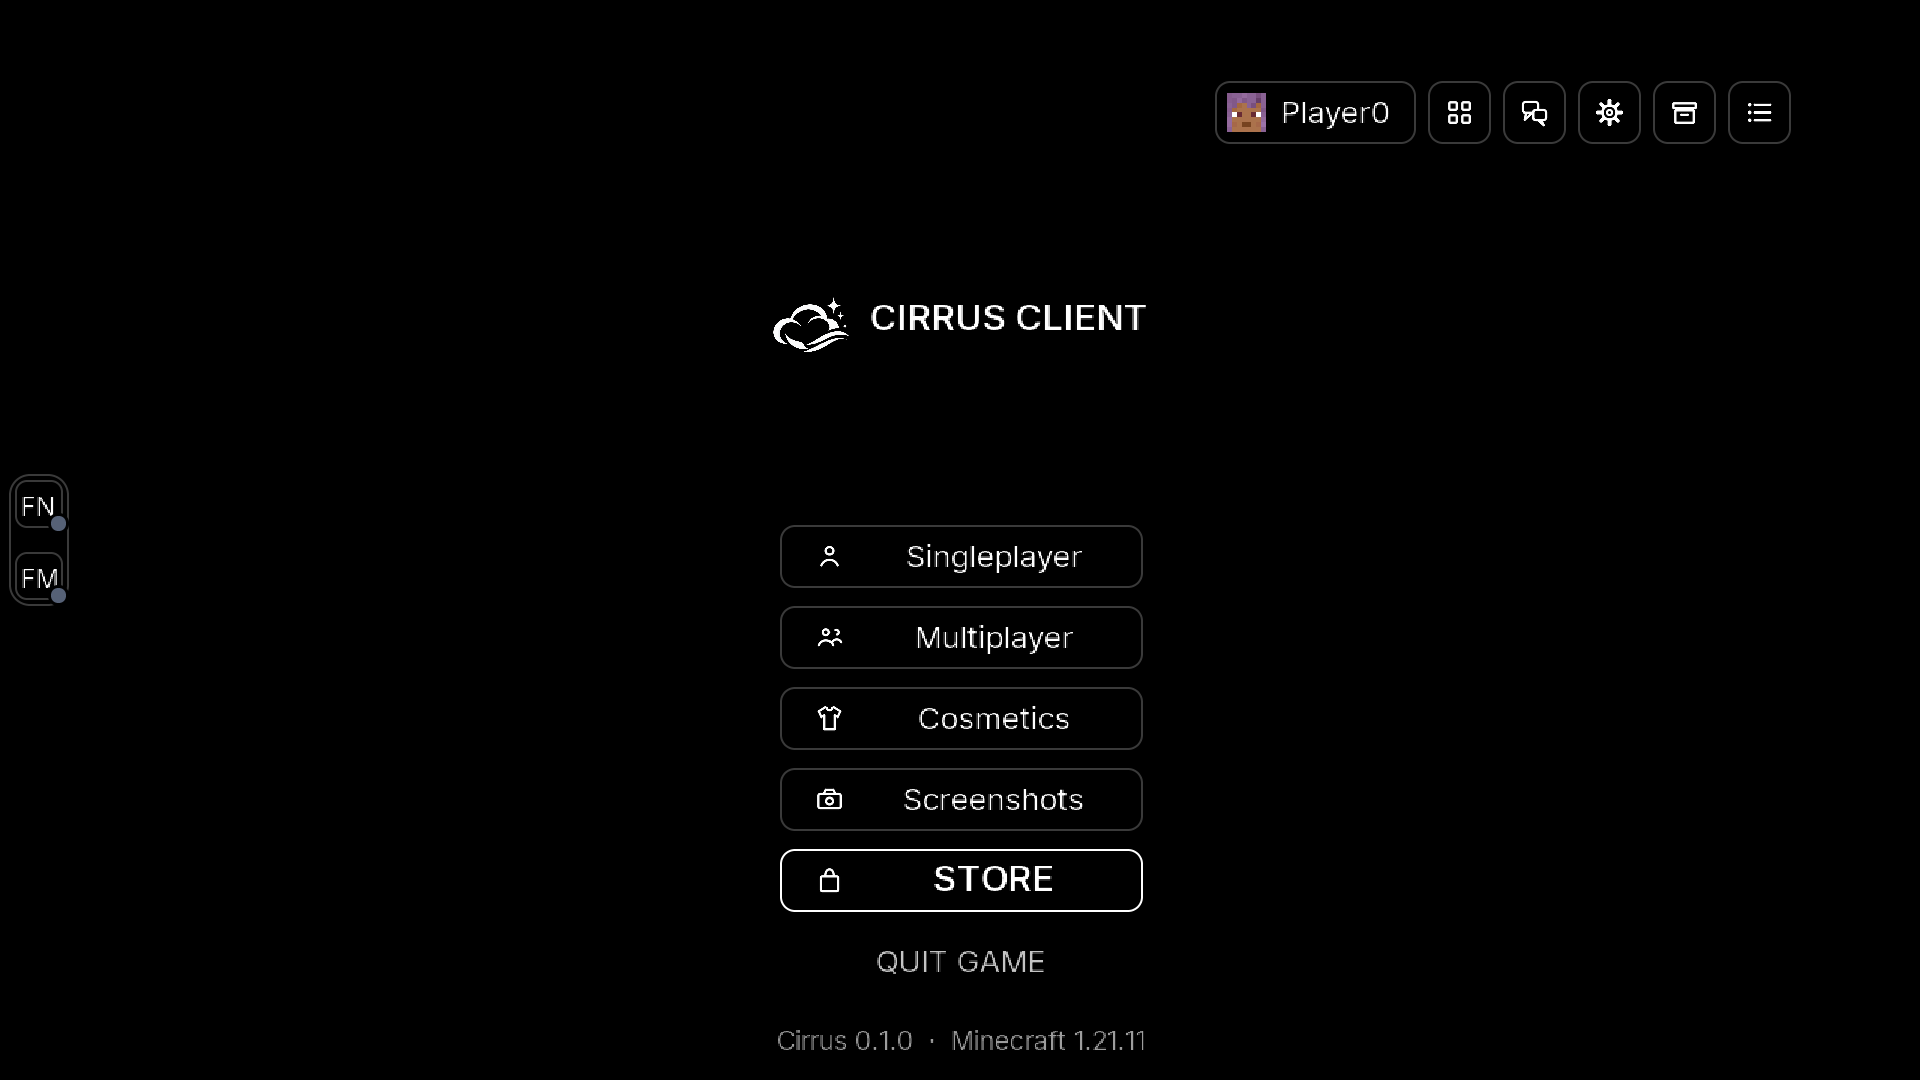 Player0
CIRRUS CLIENT
FN
FM
Singleplayer
Multiplayer
Cosmetics
Screenshots
STORE
QUIT GAME
Cirrus 0.1.0 · Minecraft 1.21.11